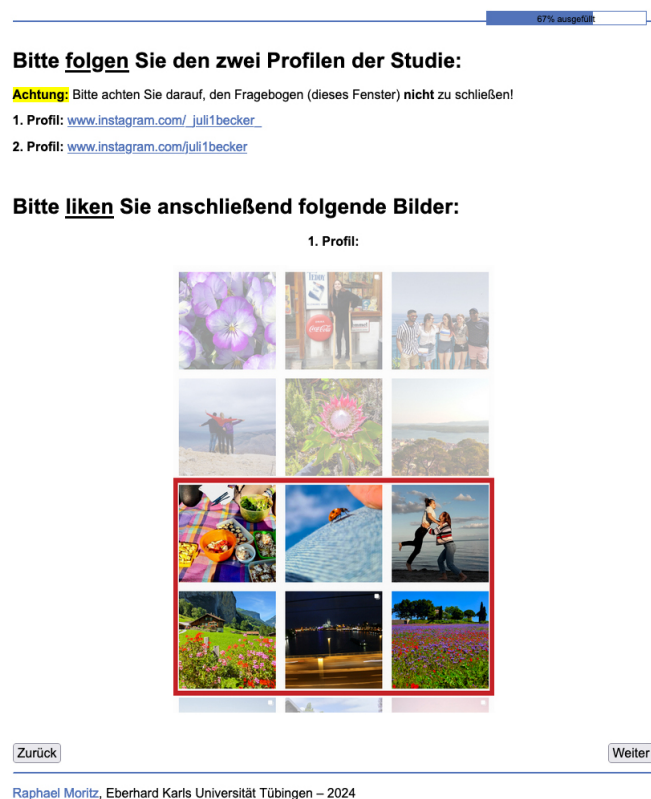 67% ausgefüllt
Bitte folgen Sie den zwei Profilen der Studie:
Achtung: Bitte achten Sie darauf, den Fragebogen (dieses Fenster) nicht zu schließen!
1. Profil: www.instagram.com/_juli1becker_
2. Profil: www.instagram.com/juli1becker
Bitte liken Sie anschließend folgende Bilder:
1. Profil:
Coca-Cola
Zurück
Weiter
Raphael Moritz, Eberhard Karls Universität Tübingen – 2024